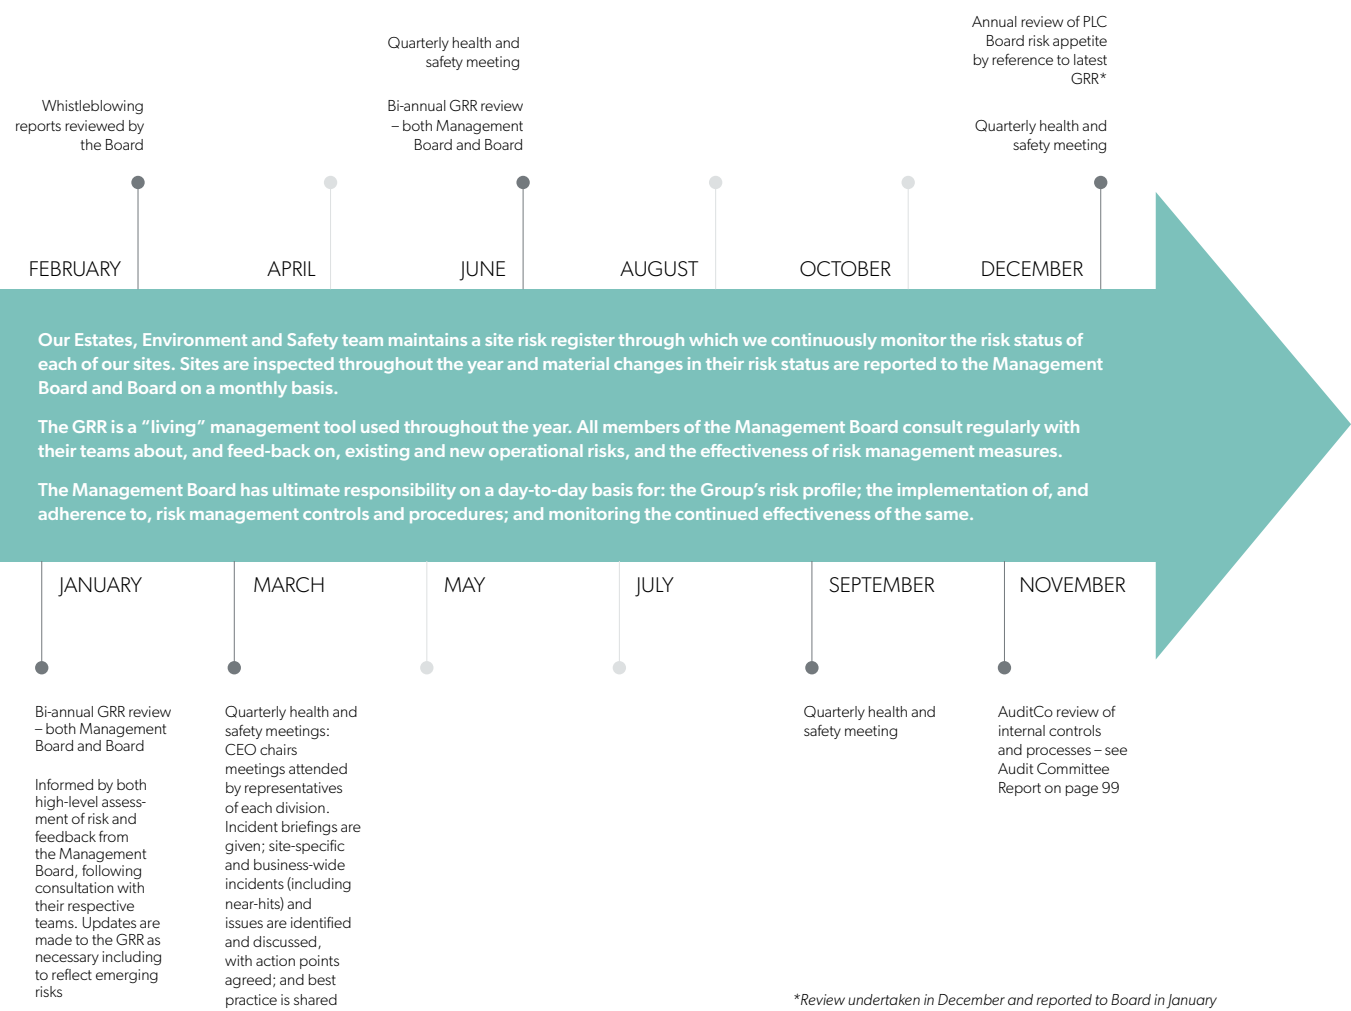 Whistleblowing
reports reviewed by
the Board
Quarterly health and
safety meeting
Bi-annual GRR review
– both Management
Board and Board
Annual review of PLC
Board risk appetite
by reference to latest
GRR*
Quarterly health and
safety meeting
FEBRUARY
APRIL
JUNE
AUGUST
OCTOBER
DECEMBER
Our Estates, Environment and Safety team maintains a site risk register through which we continuously monitor the risk status of
each of our sites. Sites are inspected throughout the year and material changes in their risk status are reported to the Management
Board and Board on a monthly basis.
The GRR is a “living” management tool used throughout the year. All members of the Management Board consult regularly with
their teams about, and feed-back on, existing and new operational risks, and the effectiveness of risk management measures.
The Management Board has ultimate responsibility on a day-to-day basis for: the Group’s risk profile; the implementation of, and
adherence to, risk management controls and procedures; and monitoring the continued effectiveness of the same.
JANUARY
MARCH
MAY
JULY
SEPTEMBER
NOVEMBER
Bi-annual GRR review
– both Management
Board and Board
Informed by both
high-level assess-
ment of risk and
feedback from
the Management
Board, following
consultation with
their respective
teams. Updates are
made to the GRR as
necessary including
to reflect emerging
risks
Quarterly health and
safety meetings:
CEO chairs
meetings attended
by representatives
of each division.
Incident briefings are
given; site-specific
and business-wide
incidents (including
near-hits) and
issues are identified
and discussed,
with action points
agreed; and best
practice is shared
Quarterly health and
safety meeting
AuditCo review of
internal controls
and processes – see
Audit Committee
Report on page 99
*Review undertaken in December and reported to Board in January